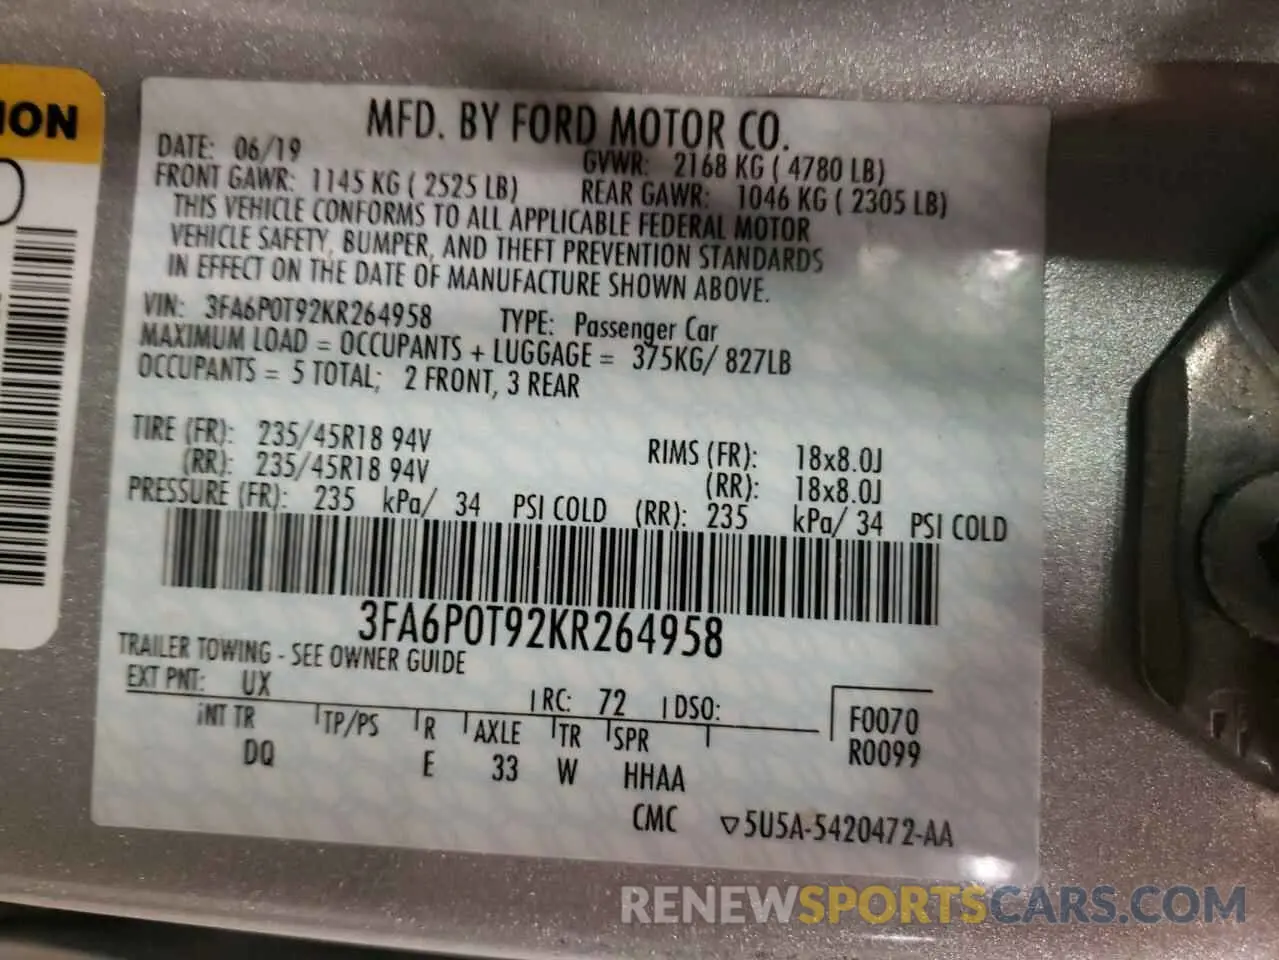 ION
MFD. BY FORD MOTOR CO.
DATE: 06/19
GVWR: 2168 KG ( 4780 LB)
FRONT GAWR: 1145 KG ( 2525 LB)
REAR GAWR: 1046 KG ( 2305 LB)
THIS VEHICLE CONFORMS TO ALL APPLICABLE FEDERAL MOTOR
VEHICLE SAFETY, BUMPER, AND THEFT PREVENTION STANDARDS
IN EFFECT ON THE DATE OF MANUFACTURE SHOWN ABOVE.
VIN: 3FA6P0T92KR264958 TYPE: Passenger Car
MAXIMUM LOAD = OCCUPANTS + LUGGAGE = 375KG/ 827LB
OCCUPANTS = 5 TOTAL; 2 FRONT, 3 REAR
TIRE (FR): 235/45R18 94V RIMS (FR): 18x8.0J
(RR): 235/45R18 94V (RR): 18x8.0J
PRESSURE (FR): 235 kPa/ 34 PSI COLD (RR): 235 kPa/ 34 PSI COLD
3FA6P0T92KR264958
TRAILER TOWING - SEE OWNER GUIDE
EXT PNT: UX RC: 72 DSO:
INT TR TP/PS R AXLE TR SPR
F0070
DQ E 33 W HHAA
R0099
CMC ▽5U5A-5420472-AA
RENEWSPORTSCARS.COM